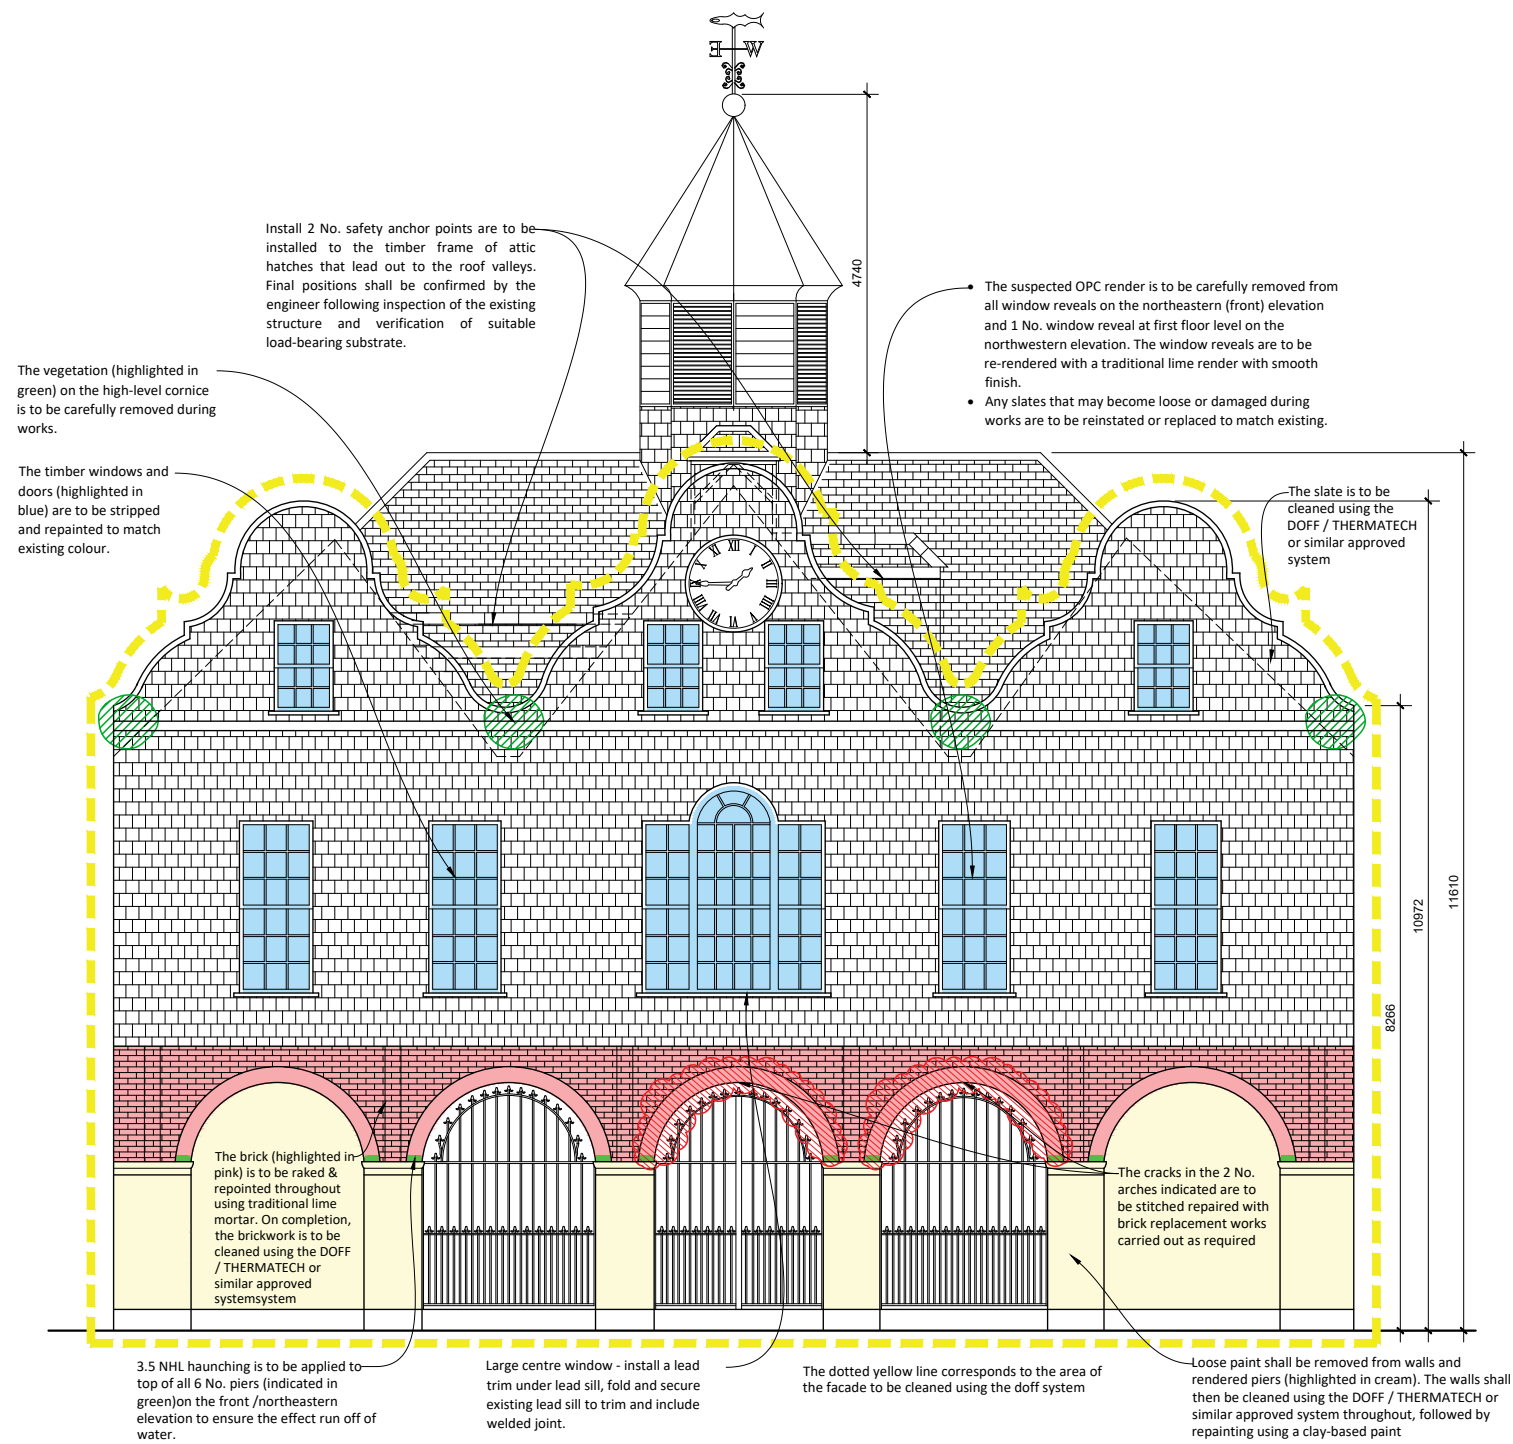 E W
4740
Install 2 No. safety anchor points are to be
installed to the timber frame of attic
hatches that lead out to the roof valleys.
Final positions shall be confirmed by the
engineer following inspection of the existing
structure and verification of suitable
load-bearing substrate.
• The suspected OPC render is to be carefully removed from
all window reveals on the northeastern (front) elevation
and 1 No. window reveal at first floor level on the
northwestern elevation. The window reveals are to be
re-rendered with a traditional lime render with smooth
finish.
• Any slates that may become loose or damaged during
works are to be reinstated or replaced to match existing.
The vegetation (highlighted in
green) on the high-level cornice
is to be carefully removed during
works.
The timber windows and
doors (highlighted in
blue) are to be stripped
and repainted to match
existing colour.
The slate is to be
cleaned using the
DOFF / THERMATECH
or similar approved
system
XII I II III IIII V VI VII VIII IX X XI
11610
10972
8266
The brick (highlighted in
pink) is to be raked &
repointed throughout
using traditional lime
mortar. On completion,
the brickwork is to be
cleaned using the DOFF
/ THERMATECH or
similar approved
systemsystem
The cracks in the 2 No.
arches indicated are to
be stitched repaired with
brick replacement works
carried out as required
3.5 NHL haunching is to be applied to
top of all 6 No. piers (indicated in
green)on the front /northeastern
elevation to ensure the effect run off of
water.
Large centre window - install a lead
trim under lead sill, fold and secure
existing lead sill to trim and include
welded joint.
The dotted yellow line corresponds to the area of
the facade to be cleaned using the doff system
Loose paint shall be removed from walls and
rendered piers (highlighted in cream). The walls shall
then be cleaned using the DOFF / THERMATECH or
similar approved system throughout, followed by
repainting using a clay-based paint